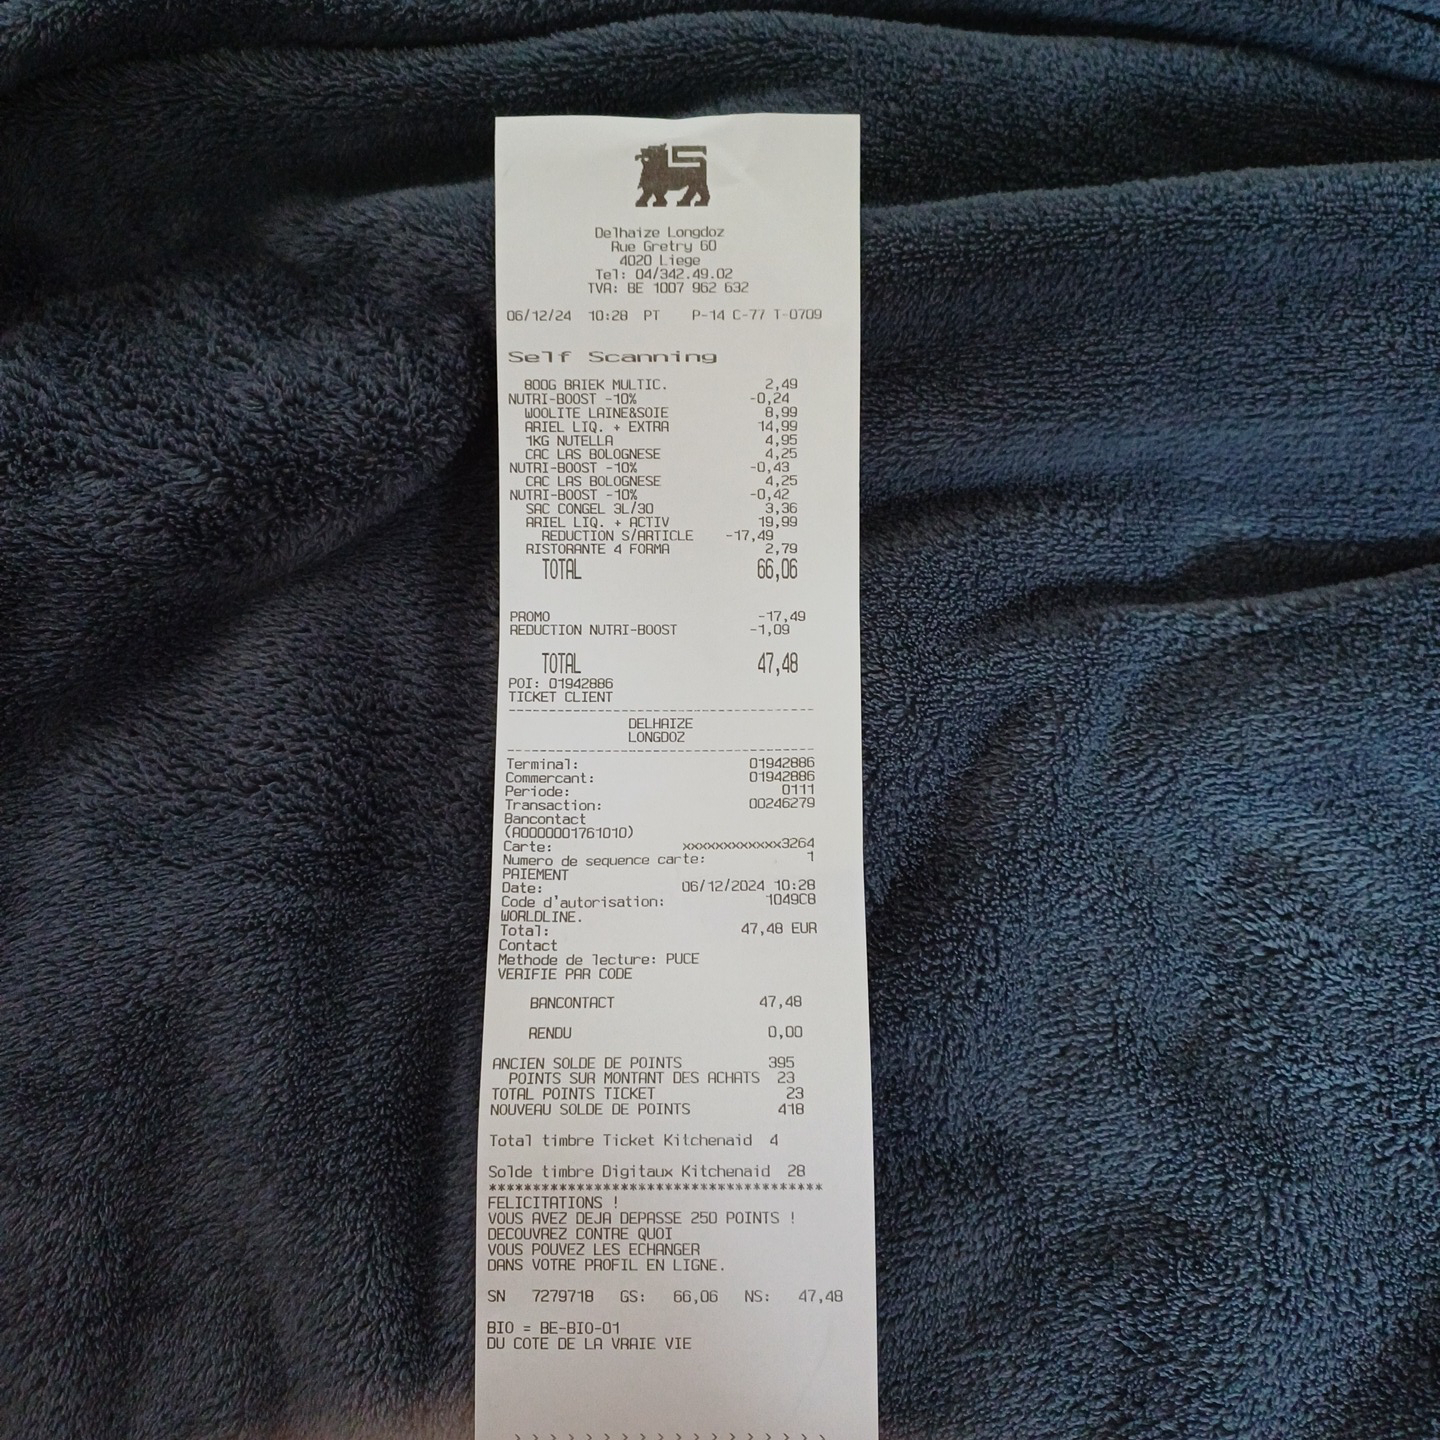 Delhaize Longdoz
Rue Gretry 60
4020 Liege
Tel: 04/342.49.02
TVA: BE 1007 962 632
06/12/24 10:28 PT P-14 C-77 T-0709
Self Scanning
800G BRIEK MULTIC. 2,49
NUTRI-BOOST -10% -0,24
WOOLITE LAINE&SOIE 8,99
ARIEL LIQ. + EXTRA 14,99
1KG NUTELLA 4,95
CAC LAS BOLOGNESE 4,25
NUTRI-BOOST -10% -0,43
CAC LAS BOLOGNESE 4,25
NUTRI-BOOST -10% -0,42
SAC CONGEL 3L/30 3,36
ARIEL LIQ. + ACTIV 19,99
REDUCTION S/ARTICLE -17,49
RISTORANTE 4 FORMA 2,79
TOTAL 66,06
PROMO -17,49
REDUCTION NUTRI-BOOST -1,09
TOTAL 47,48
POI: 01942886
TICKET CLIENT
--------------------------------------
DELHAIZE
LONGDOZ
--------------------------------------
Terminal: 01942886
Commercant: 01942886
Periode: 0111
Transaction: 00246279
Bancontact
(A0000001761010)
Carte: xxxxxxxxxxxx3264
Numero de sequence carte: 1
PAIEMENT
Date: 06/12/2024 10:28
Code d'autorisation: 1049C8
WORLDLINE.
Total: 47,48 EUR
Contact
Methode de lecture: PUCE
VERIFIE PAR CODE
BANCONTACT 47,48
RENDU 0,00
ANCIEN SOLDE DE POINTS 395
POINTS SUR MONTANT DES ACHATS 23
TOTAL POINTS TICKET 23
NOUVEAU SOLDE DE POINTS 418
Total timbre Ticket Kitchenaid 4
Solde timbre Digitaux Kitchenaid 28
**************************************
FELICITATIONS !
VOUS AVEZ DEJA DEPASSE 250 POINTS !
DECOUVREZ CONTRE QUOI
VOUS POUVEZ LES ECHANGER
DANS VOTRE PROFIL EN LIGNE.
SN 7279718 GS: 66,06 NS: 47,48
BIO = BE-BIO-01
DU COTE DE LA VRAIE VIE